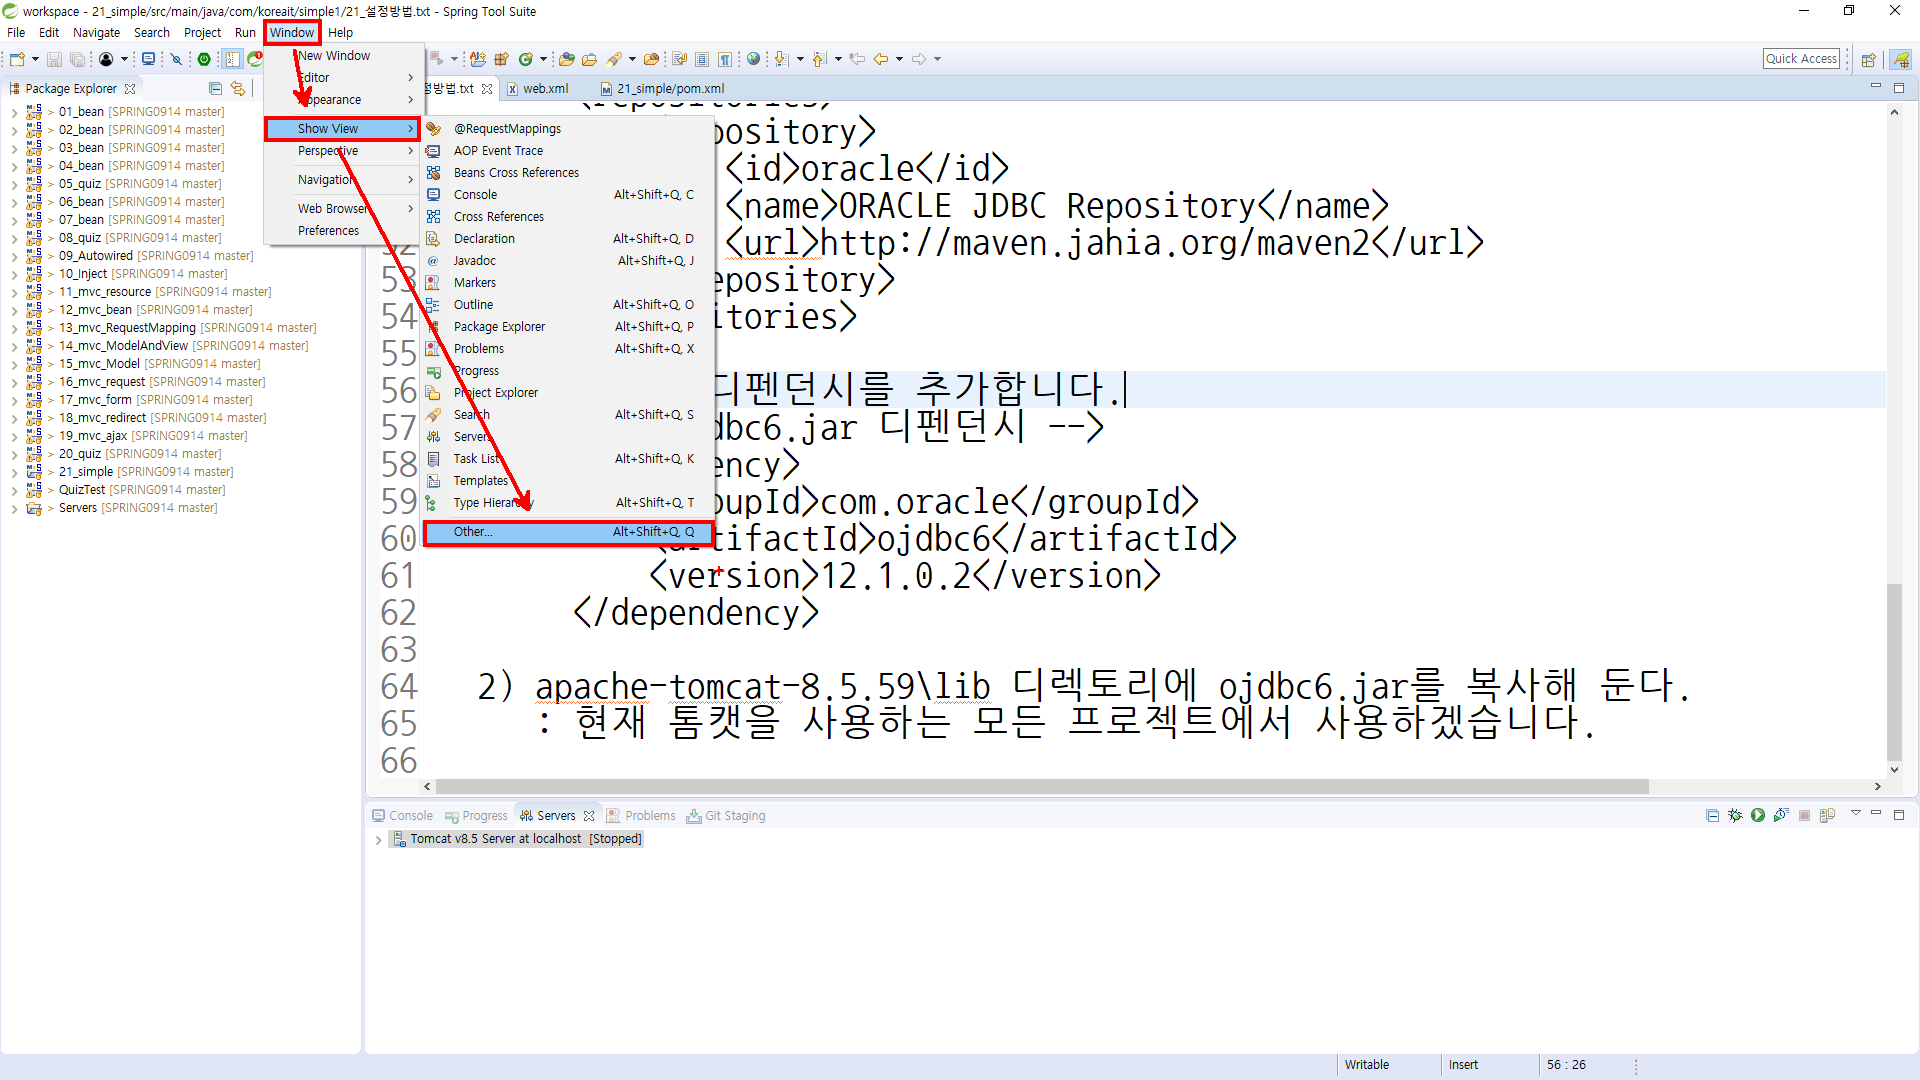 workspace - 21_simple/src/main/java/com/koreait/simple1/21_설정방법.txt - Spring Tool Suite
File Edit Navigate Search Project Run Window Help
Quick Access
Package Explorer
방법.txt web.xml 21_simple/pom.xml
> 01_bean [SPRING0914 master]
> 02_bean [SPRING0914 master]
> 03_bean [SPRING0914 master]
> 04_bean [SPRING0914 master]
> 05_quiz [SPRING0914 master]
> 06_bean [SPRING0914 master]
> 07_bean [SPRING0914 master]
> 08_quiz [SPRING0914 master]
> 09_Autowired [SPRING0914 master]
> 10_Inject [SPRING0914 master]
> 11_mvc_resource [SPRING0914 master]
> 12_mvc_bean [SPRING0914 master]
> 13_mvc_RequestMapping [SPRING0914 master]
> 14_mvc_ModelAndView [SPRING0914 master]
> 15_mvc_Model [SPRING0914 master]
> 16_mvc_request [SPRING0914 master]
> 17_mvc_form [SPRING0914 master]
> 18_mvc_redirect [SPRING0914 master]
> 19_mvc_ajax [SPRING0914 master]
> 20_quiz [SPRING0914 master]
> 21_simple [SPRING0914 master]
> QuizTest [SPRING0914 master]
> Servers [SPRING0914 master]
New Window
Editor
Appearance
Show View
Perspective
Navigation
Web Browser
Preferences
@RequestMappings
AOP Event Trace
Beans Cross References
Console Alt+Shift+Q, C
Cross References
Declaration Alt+Shift+Q, D
Javadoc Alt+Shift+Q, J
Markers
Outline Alt+Shift+Q, O
Package Explorer Alt+Shift+Q, P
Problems Alt+Shift+Q, X
Progress
Project Explorer
Search Alt+Shift+Q, S
Servers
Task List Alt+Shift+Q, K
Templates
Type Hierarchy Alt+Shift+Q, T
Other... Alt+Shift+Q, Q
<repositories>
pository>
<id>oracle</id>
<name>ORACLE JDBC Repository</name>
52 <url>http://maven.jahia.org/maven2</url>
53 epository>
54 itories>
55
56 디펜던시를 추가합니다.
57 dbc6.jar 디펜던시 -->
58 ency>
59 oupId>com.oracle</groupId>
60 <artifactId>ojdbc6</artifactId>
61 <version>12.1.0.2</version>
62 </dependency>
63
64 2) apache-tomcat-8.5.59\lib 디렉토리에 ojdbc6.jar를 복사해 둔다.
65 : 현재 톰캣을 사용하는 모든 프로젝트에서 사용하겠습니다.
66
Console Progress Servers Problems Git Staging
Tomcat v8.5 Server at localhost [Stopped]
Writable Insert 56 : 26